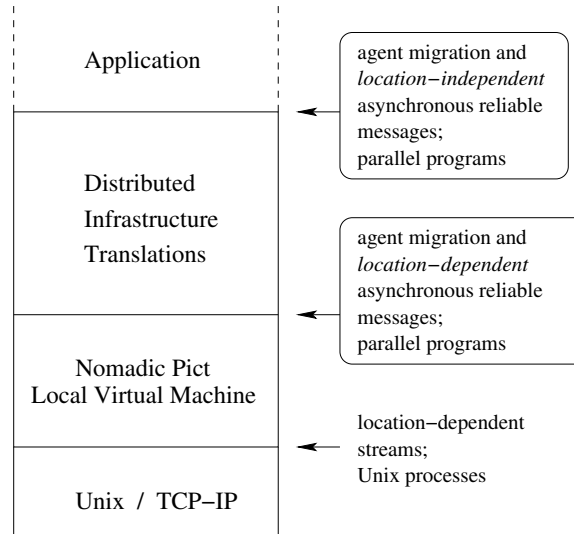 Application
agent migration and
location−independent
asynchronous reliable
messages;
parallel programs
Distributed
Infrastructure
Translations
agent migration and
location−dependent
asynchronous reliable
messages;
parallel programs
Nomadic Pict
Local Virtual Machine
location−dependent
streams;
Unix processes
Unix / TCP−IP